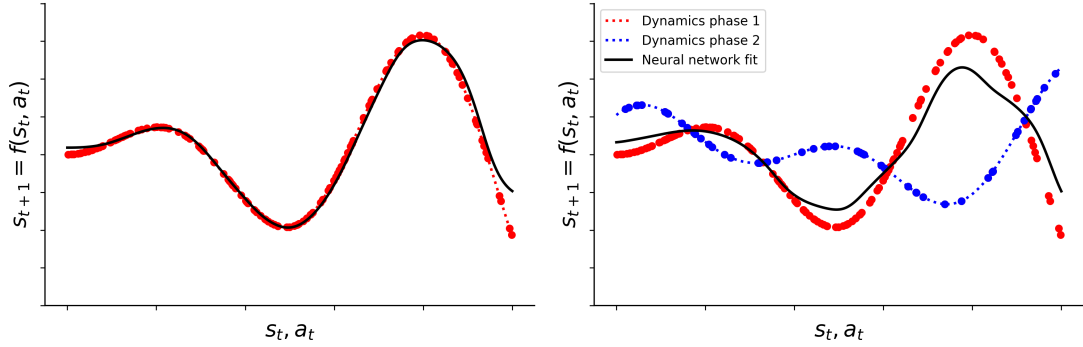 s_{t+1} = f(s_t, a_t)
s_t, a_t
Dynamics phase 1
Dynamics phase 2
Neural network fit
s_{t+1} = f(s_t, a_t)
s_t, a_t